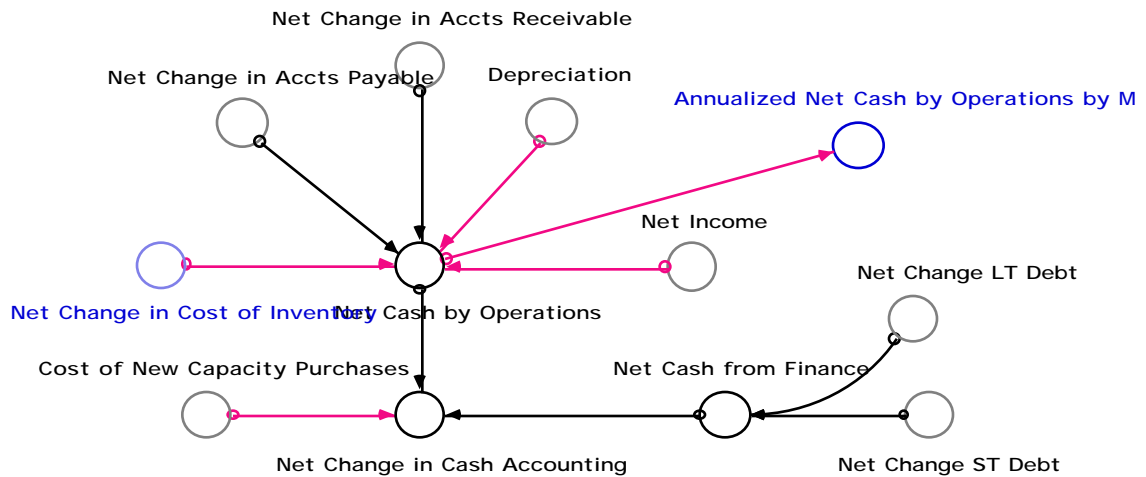 Net Change in Accts Receivable
Net Change in Accts Payable
Depreciation
Annualized Net Cash by Operations by M
Net Income
Net Change LT Debt
Net Change in Cost of Inventory
Net Cash by Operations
Cost of New Capacity Purchases
Net Cash from Finance
Net Change in Cash Accounting
Net Change ST Debt